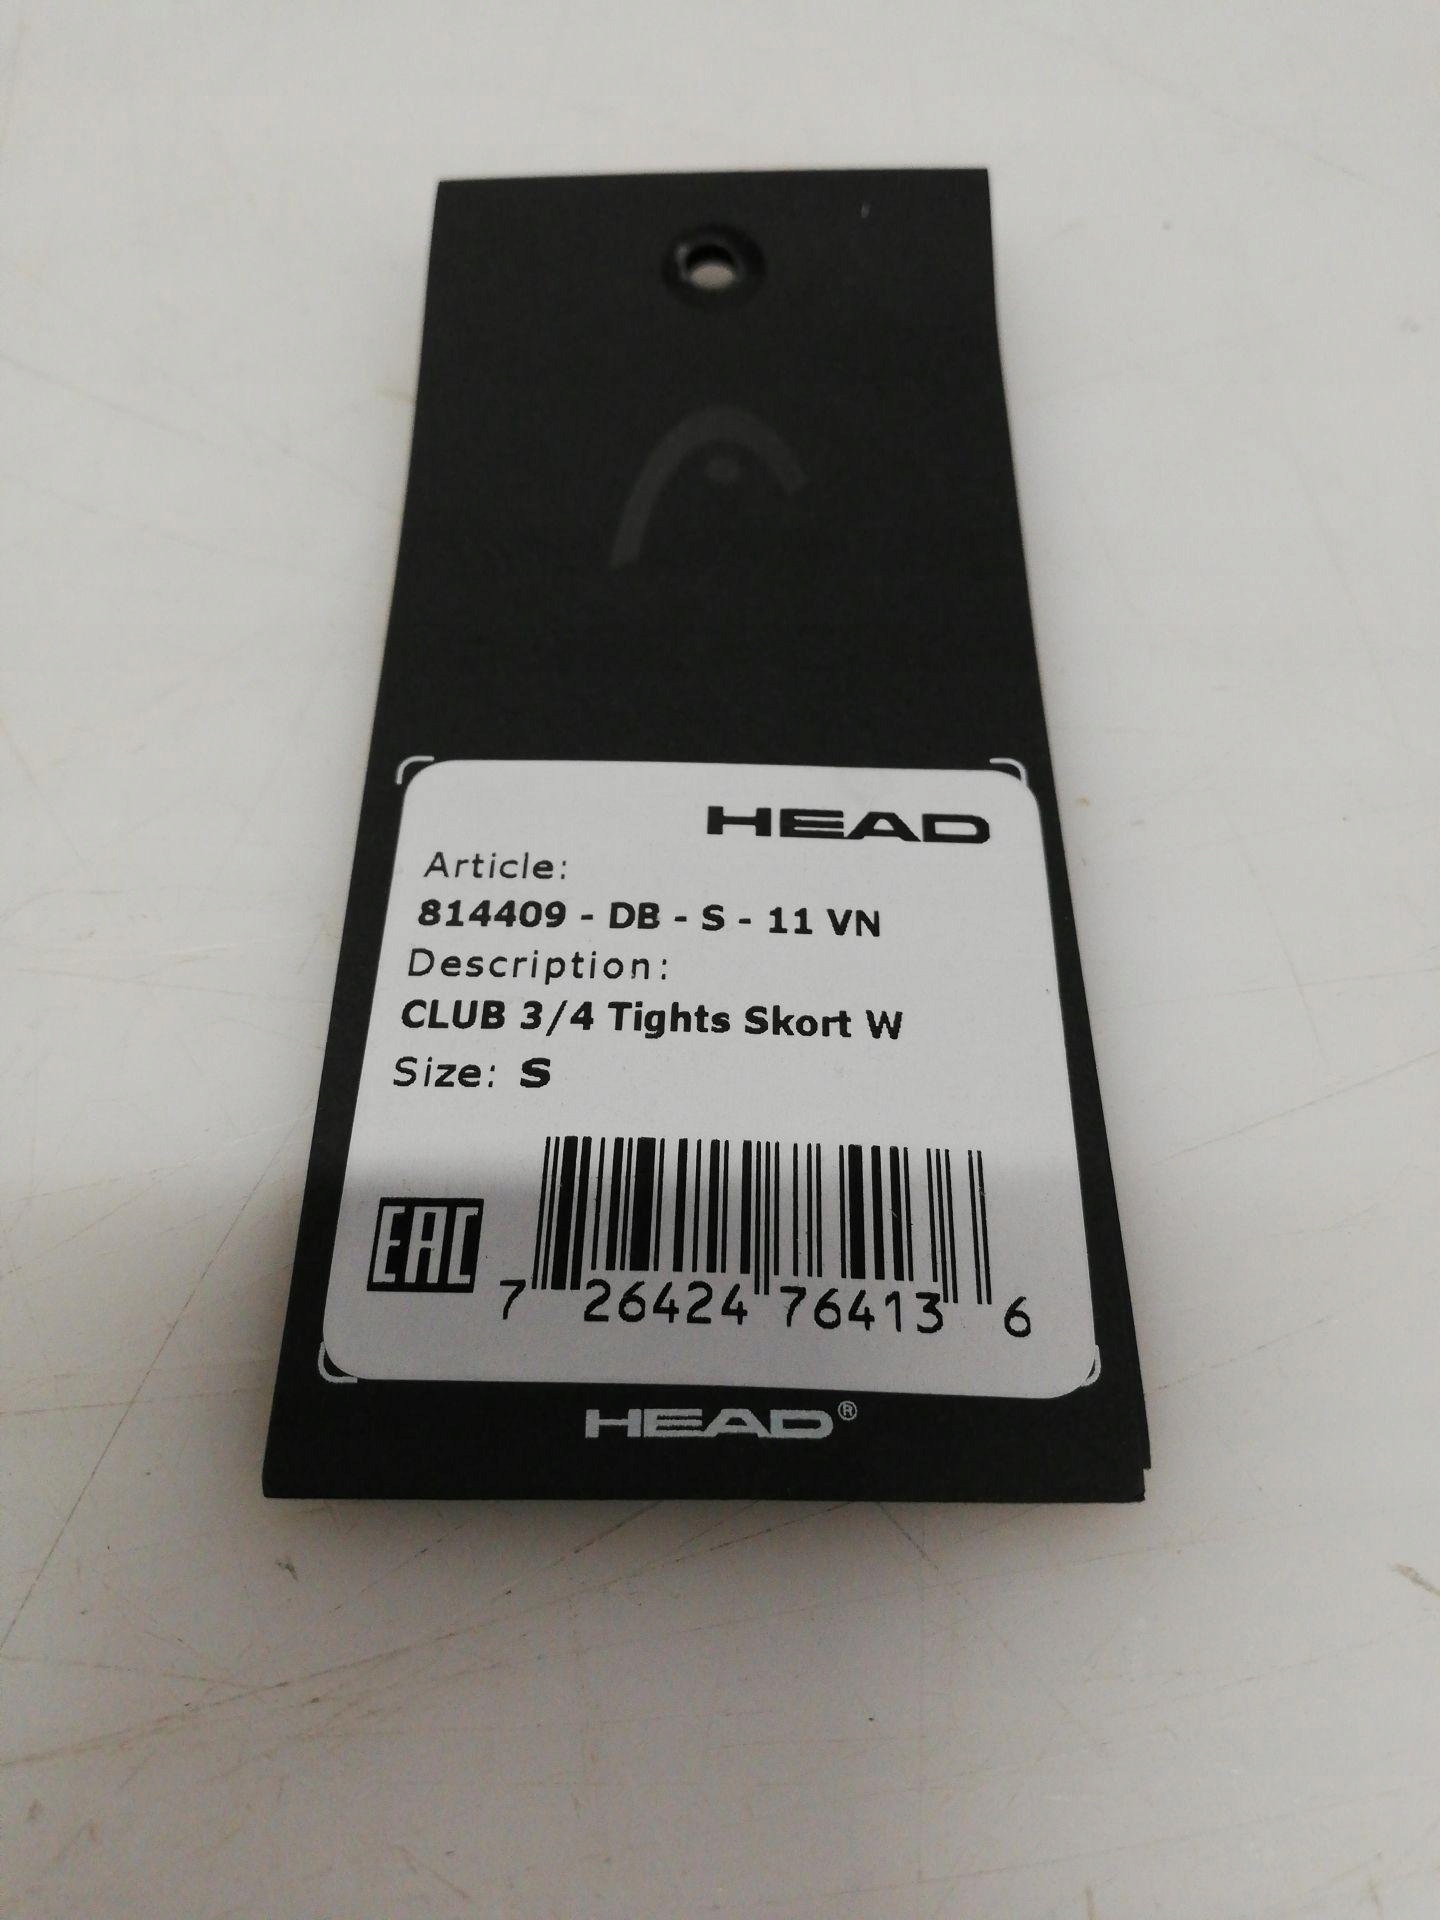 HEAD
Article:
814409 - DB - S - 11 VN
Description:
CLUB 3/4 Tights Skort W
Size: S
EAC
7 26424 76413 6
HEAD®